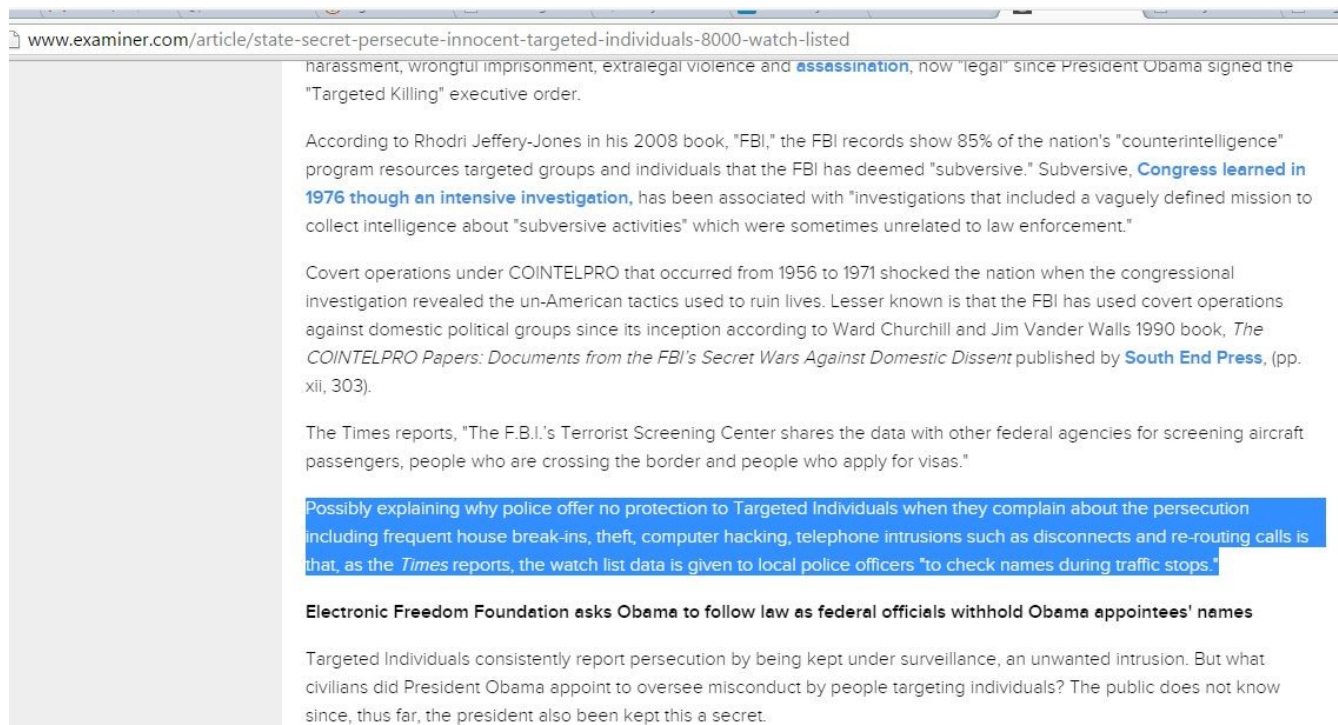 www.examiner.com/article/state-secret-persecute-innocent-targeted-individuals-8000-watch-listed
harassment, wrongful imprisonment, extralegal violence and assassination, now "legal" since President Obama signed the
"Targeted Killing" executive order.
According to Rhodri Jeffery-Jones in his 2008 book, "FBI," the FBI records show 85% of the nation's "counterintelligence"
program resources targeted groups and individuals that the FBI has deemed "subversive." Subversive, Congress learned in
1976 though an intensive investigation, has been associated with "investigations that included a vaguely defined mission to
collect intelligence about "subversive activities" which were sometimes unrelated to law enforcement."
Covert operations under COINTELPRO that occurred from 1956 to 1971 shocked the nation when the congressional
investigation revealed the un-American tactics used to ruin lives. Lesser known is that the FBI has used covert operations
against domestic political groups since its inception according to Ward Churchill and Jim Vander Walls 1990 book, The
COINTELPRO Papers: Documents from the FBI's Secret Wars Against Domestic Dissent published by South End Press, (pp.
xii, 303).
The Times reports, "The F.B.I.'s Terrorist Screening Center shares the data with other federal agencies for screening aircraft
passengers, people who are crossing the border and people who apply for visas."
Possibly explaining why police offer no protection to Targeted Individuals when they complain about the persecution
including frequent house break-ins, theft, computer hacking, telephone intrusions such as disconnects and re-routing calls is
that, as the Times reports, the watch list data is given to local police officers "to check names during traffic stops."
Electronic Freedom Foundation asks Obama to follow law as federal officials withhold Obama appointees' names
Targeted Individuals consistently report persecution by being kept under surveillance, an unwanted intrusion. But what
civilians did President Obama appoint to oversee misconduct by people targeting individuals? The public does not know
since, thus far, the president also been kept this a secret.